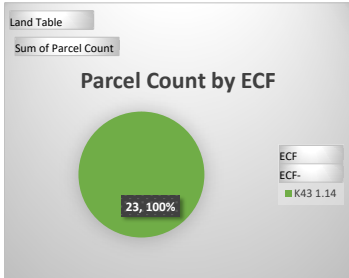 Land Table
Sum of Parcel Count
Parcel Count by ECF
23, 100%
ECF
ECF-
K43 1.14